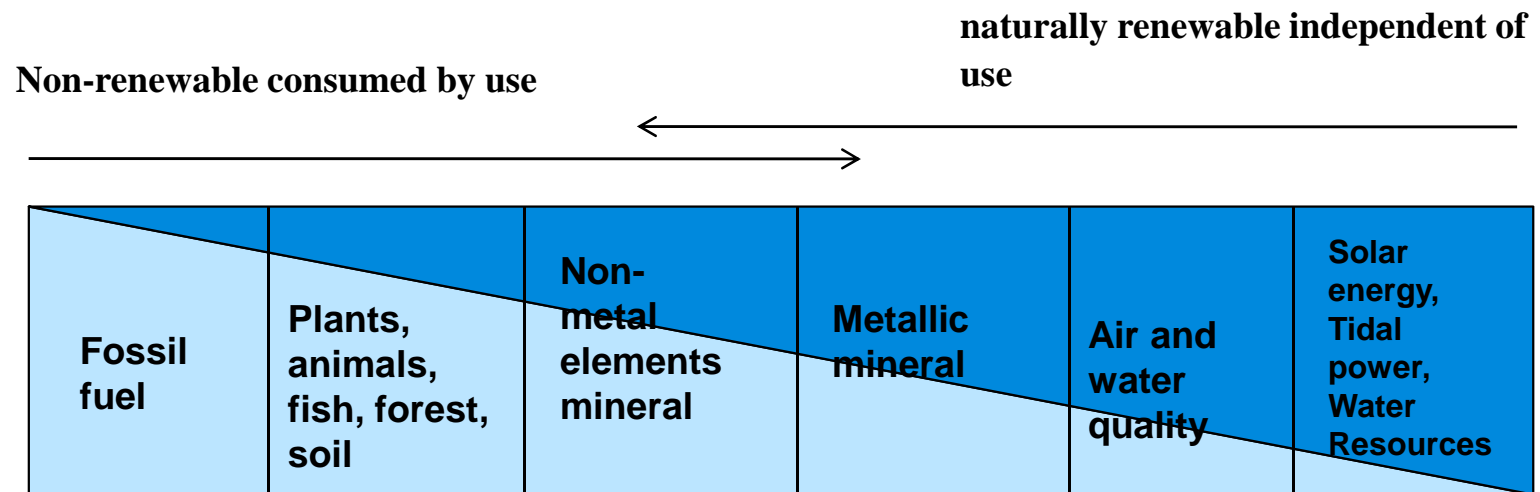 naturally renewable independent of
use
Non-renewable consumed by use
Fossil
fuel
Plants,
animals,
fish, forest,
soil
Non-
metal
elements
mineral
Metallic
mineral
Air and
water
quality
Solar
energy,
Tidal
power,
Water
Resources